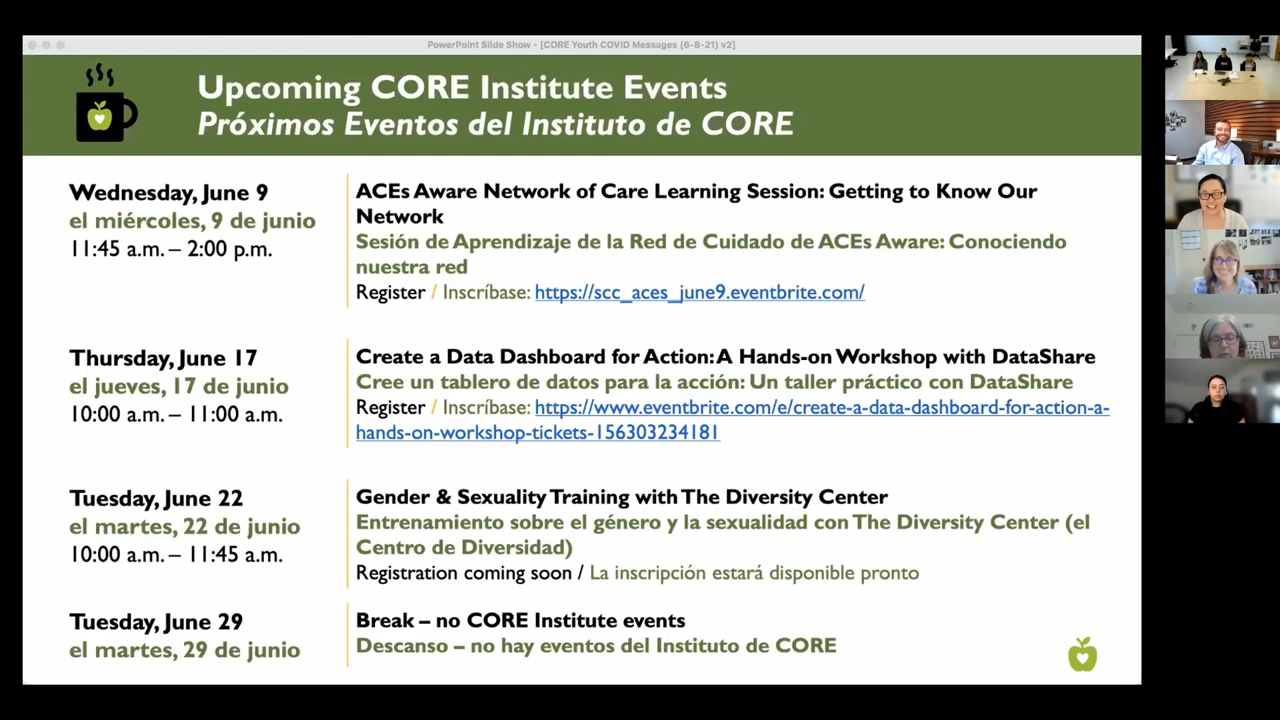 PowerPoint Slide Show - [CORE Youth COVID Messages (6-8-21) v2]
Upcoming CORE Institute Events
Próximos Eventos del Instituto de CORE
Wednesday, June 9
el miércoles, 9 de junio
11:45 a.m. – 2:00 p.m.
ACEs Aware Network of Care Learning Session: Getting to Know Our
Network
Sesión de Aprendizaje de la Red de Cuidado de ACEs Aware: Conociendo
nuestra red
Register / Inscríbase: https://scc_aces_june9.eventbrite.com/
Thursday, June 17
el jueves, 17 de junio
10:00 a.m. – 11:00 a.m.
Create a Data Dashboard for Action: A Hands-on Workshop with DataShare
Cree un tablero de datos para la acción: Un taller práctico con DataShare
Register / Inscríbase: https://www.eventbrite.com/e/create-a-data-dashboard-for-action-a-
hands-on-workshop-tickets-156303234181
Tuesday, June 22
el martes, 22 de junio
10:00 a.m. – 11:45 a.m.
Gender & Sexuality Training with The Diversity Center
Entrenamiento sobre el género y la sexualidad con The Diversity Center (el
Centro de Diversidad)
Registration coming soon / La inscripción estará disponible pronto
Tuesday, June 29
el martes, 29 de junio
Break – no CORE Institute events
Descanso – no hay eventos del Instituto de CORE